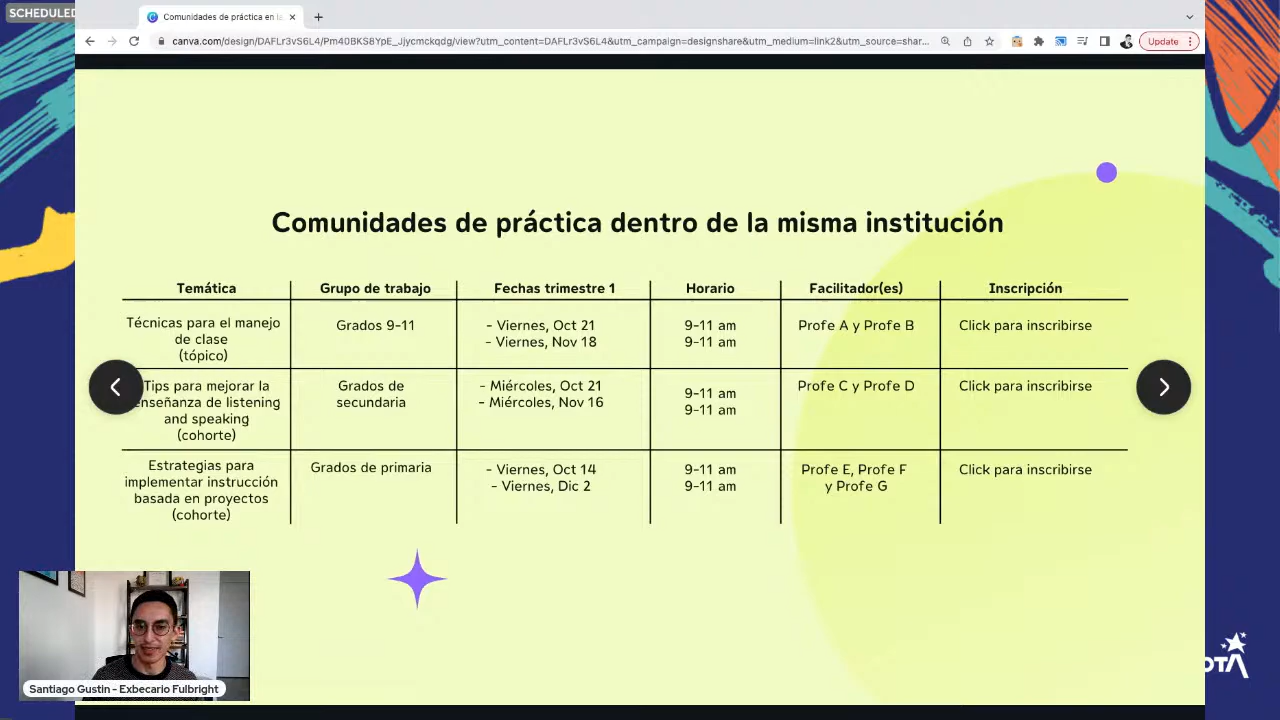 SCHEDULED
Comunidades de práctica en la
canva.com/design/DAFLr3vS6L4/Pm40BKS8YpE_Jjycmckqdg/view?utm_content=DAFLr3vS6L4&utm_campaign=designshare&utm_medium=link2&utm_source=shar...
Update
Comunidades de práctica dentro de la misma institución
Temática Grupo de trabajo Fechas trimestre 1 Horario Facilitador(es) Inscripción
Técnicas para el manejo
de clase
(tópico)
Grados 9-11
- Viernes, Oct 21
- Viernes, Nov 18
9-11 am
9-11 am
Profe A y Profe B
Click para inscribirse
Tips para mejorar la
enseñanza de listening
and speaking
(cohorte)
Grados de
secundaria
- Miércoles, Oct 21
- Miércoles, Nov 16
9-11 am
9-11 am
Profe C y Profe D
Click para inscribirse
Estrategias para
implementar instrucción
basada en proyectos
(cohorte)
Grados de primaria
- Viernes, Oct 14
- Viernes, Dic 2
9-11 am
9-11 am
Profe E, Profe F
y Profe G
Click para inscribirse
Santiago Gustin - Exbecario Fulbright